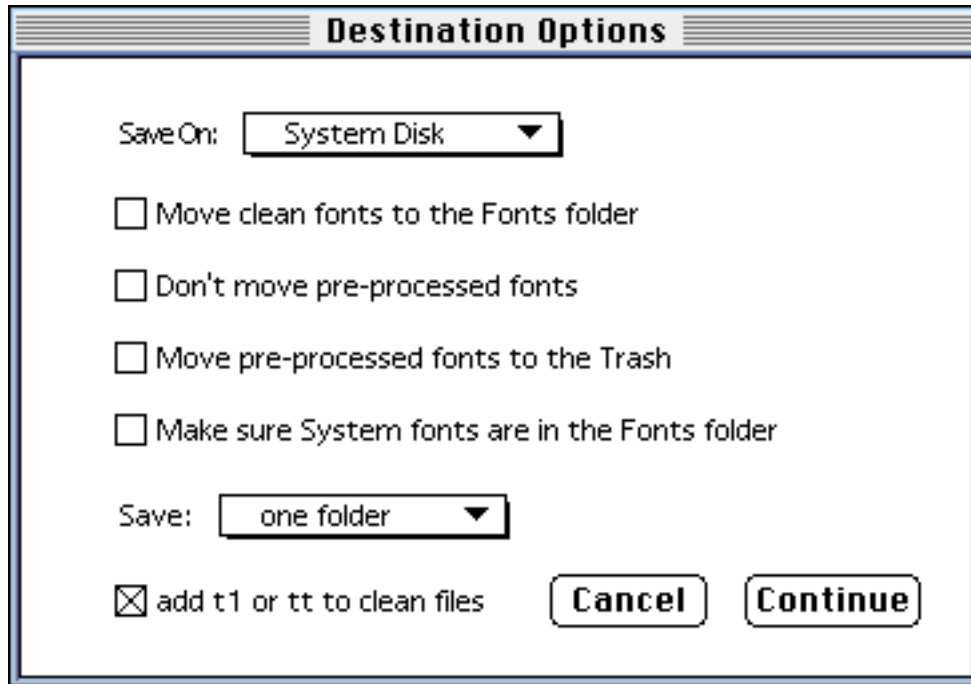 Destination Options
Save On: System Disk
Move clean fonts to the Fonts folder
Don't move pre-processed fonts
Move pre-processed fonts to the Trash
Make sure System fonts are in the Fonts folder
Save: one folder
add t1 or tt to clean files Cancel Continue